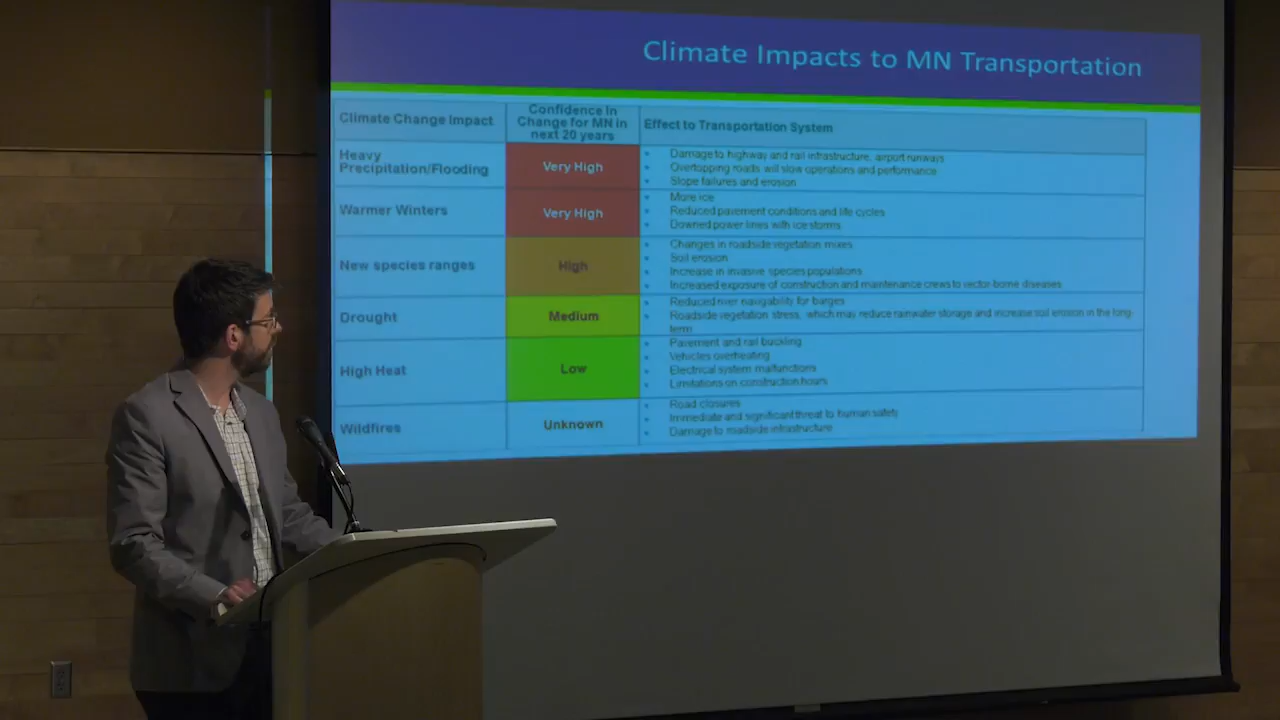 Climate Impacts to MN Transportation
Climate Change Impact
Confidence In
Change for MN in
next 20 years
Effect to Transportation System
Heavy
Precipitation/Flooding
Very High
• Damage to highway and rail infrastructure, airport runways
• Overtopping roads will slow operations and performance
• Slope failures and erosion
Warmer Winters
Very High
• More ice
• Reduced pavement conditions and life cycles
• Downed power lines with ice storms
New species ranges
High
• Changes in roadside vegetation mixes
• Soil erosion
• Increase in invasive species populations
• Increased exposure of construction and maintenance crews to vector-borne diseases
Drought
Medium
• Reduced river navigability for barges
• Roadside vegetation stress, which may reduce rainwater storage and increase soil erosion in the long-
term
High Heat
Low
• Pavement and rail buckling
• Vehicles overheating
• Electrical system malfunctions
• Limitations on construction hours
Wildfires
Unknown
• Road closures
• Immediate and significant threat to human safety
• Damage to roadside infrastructure